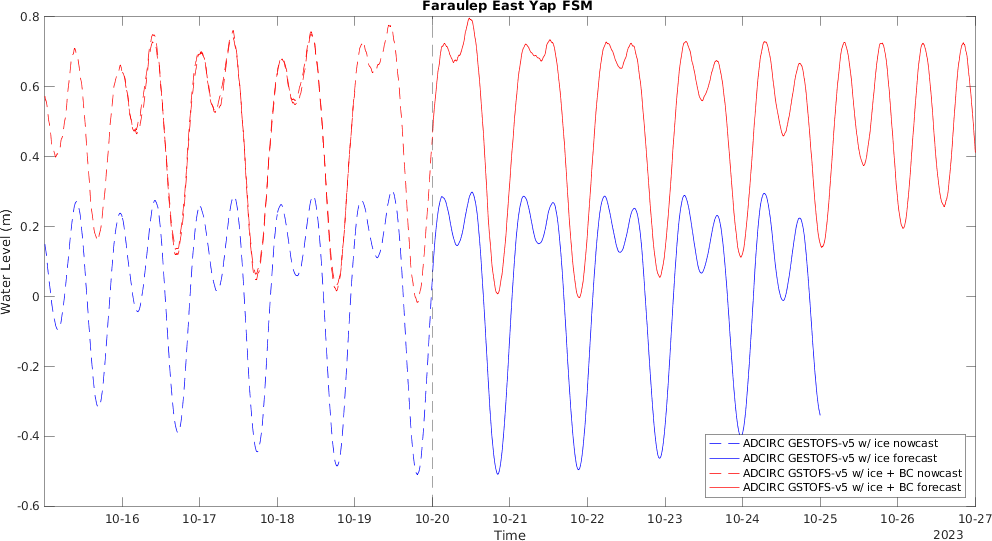 Faraulep East Yap FSM
0.8
0.6
0.4
0.2
0
-0.2
-0.4
-0.6
Water Level (m)
ADCIRC GESTOFS-v5 w/ ice nowcast
ADCIRC GESTOFS-v5 w/ ice forecast
ADCIRC GSTOFS-v5 w/ ice + BC nowcast
ADCIRC GSTOFS-v5 w/ ice + BC forecast
10-16 10-17 10-18 10-19 10-20 10-21 10-22 10-23 10-24 10-25 10-26 10-27
Time
2023